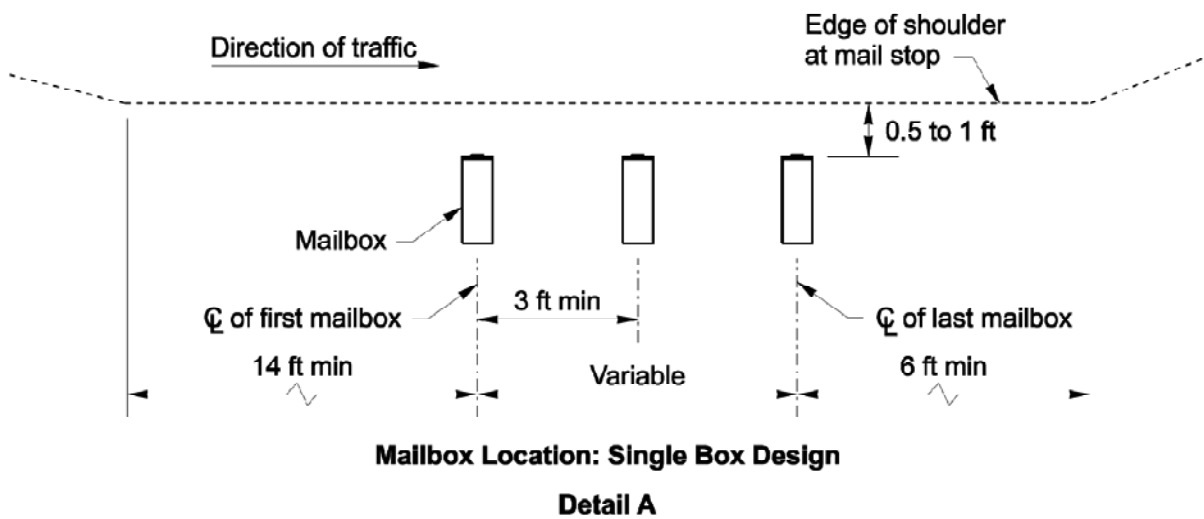 Direction of traffic
Edge of shoulder
at mail stop
0.5 to 1 ft
Mailbox
℄ of first mailbox
3 ft min
℄ of last mailbox
14 ft min
Variable
6 ft min
Mailbox Location: Single Box Design
Detail A